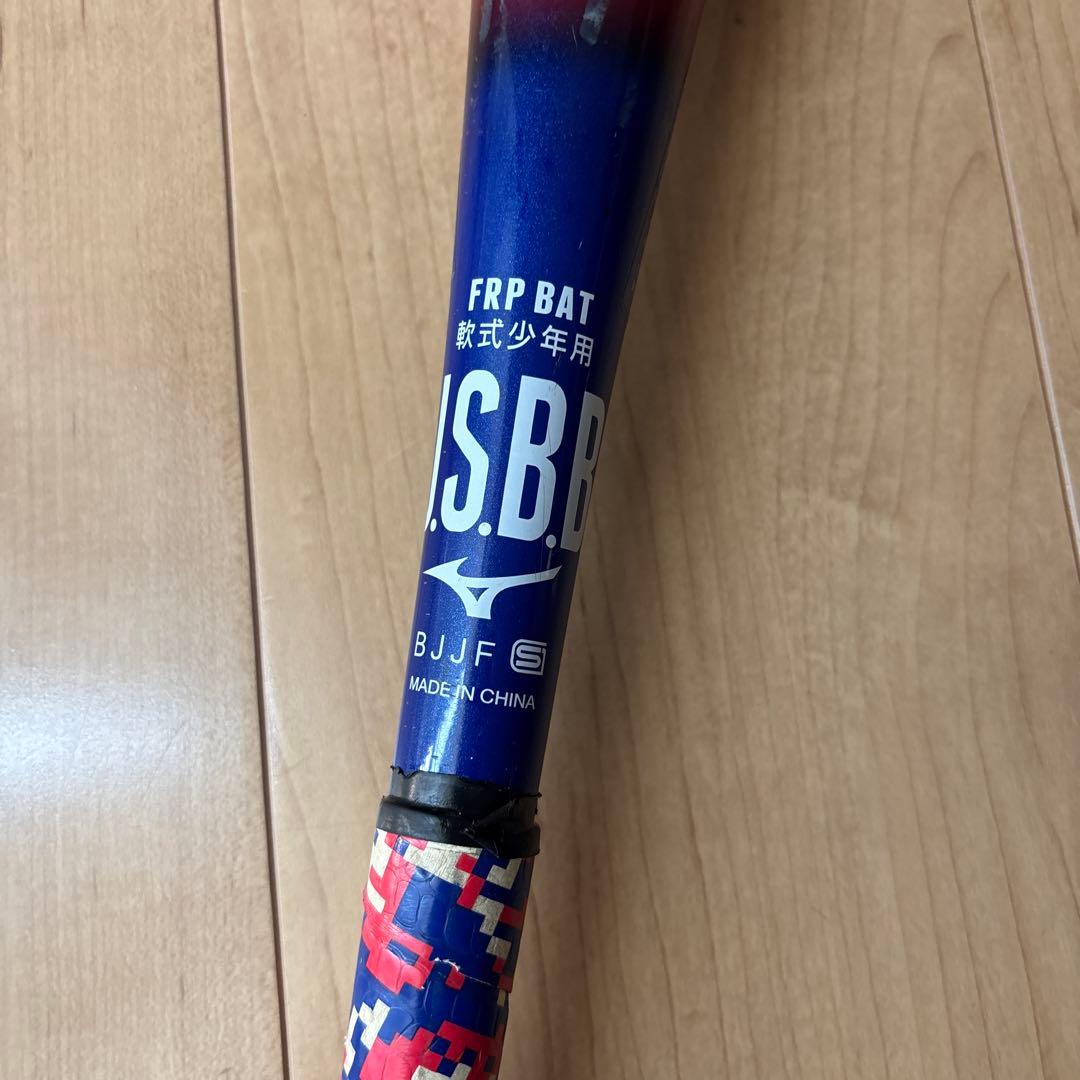 FRP BAT
軟式少年用
J.S.B.B
BJJF S
MADE IN CHINA